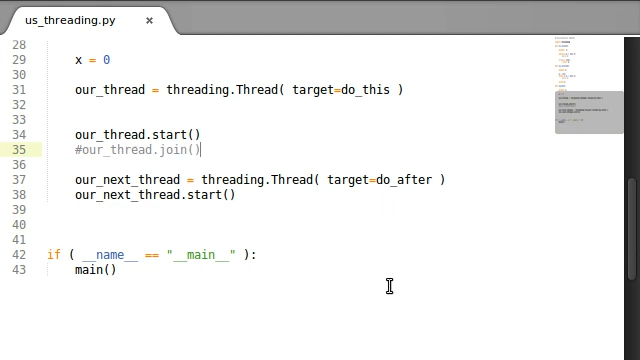 us_threading.py ×
28
29 x = 0
30
31 our_thread = threading.Thread( target=do_this )
32
33
34 our_thread.start()
35 #our_thread.join()
36
37 our_next_thread = threading.Thread( target=do_after )
38 our_next_thread.start()
39
40
41
42 if ( __name__ == "__main__" ):
43 main()